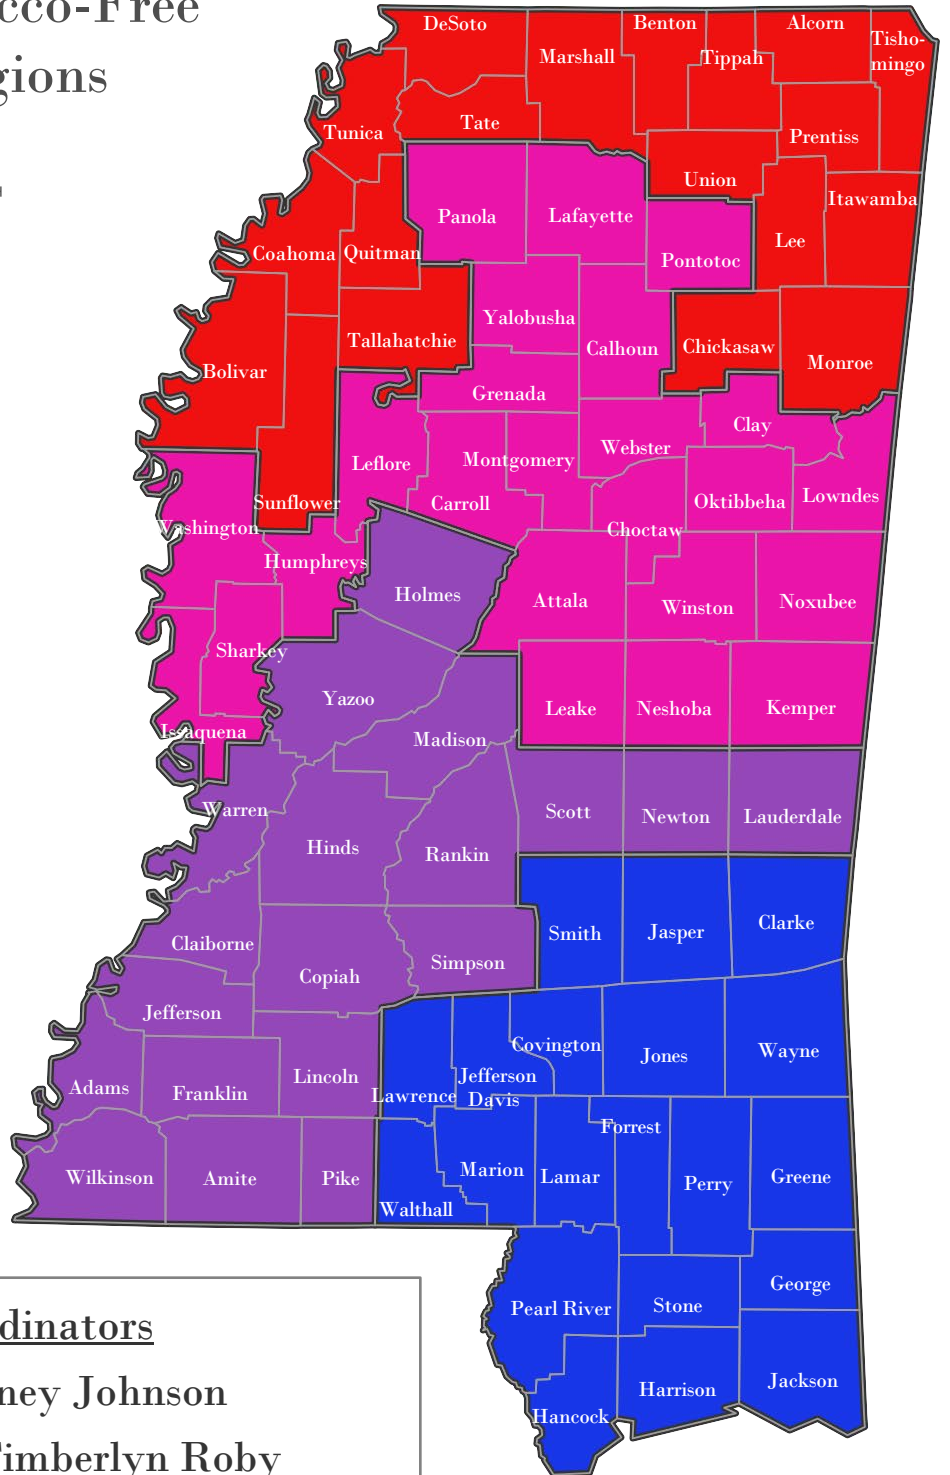 cco-Free
gions
DeSoto
Marshall
Benton
Tippah
Alcorn
Tisho-
mingo
Tunica
Tate
Prentiss
Union
Itawamba
Panola
Lafayette
Pontotoc
Lee
Coahoma
Quitman
Yalobusha
Calhoun
Chickasaw
Monroe
Bolivar
Tallahatchie
Grenada
Clay
Leflore
Montgomery
Webster
Sunflower
Carroll
Oktibbeha
Lowndes
Washington
Choctaw
Humphreys
Holmes
Attala
Winston
Noxubee
Sharkey
Yazoo
Leake
Neshoba
Kemper
Issaquena
Madison
Warren
Scott
Newton
Lauderdale
Hinds
Rankin
Claiborne
Smith
Jasper
Clarke
Copiah
Simpson
Jefferson
Covington
Jones
Wayne
Adams
Franklin
Lincoln
Lawrence
Jefferson
Davis
Forrest
Wilkinson
Amite
Pike
Marion
Lamar
Perry
Greene
Walthall
Pearl River
Stone
George
Hancock
Harrison
Jackson
dinators
ney Johnson
imberlyn Roby